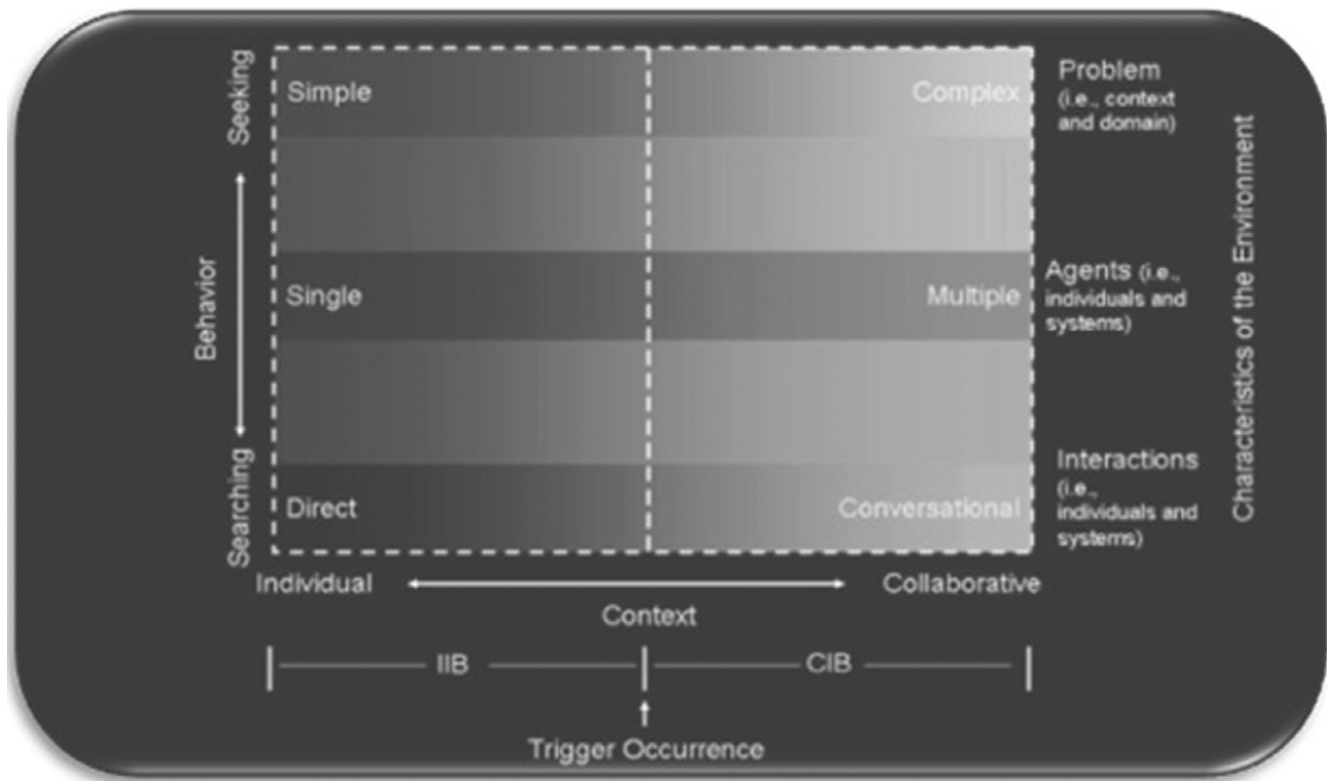 Seeking
Behavior
Searching
Simple
Complex
Single
Multiple
Direct
Conversational
Problem
(i.e., context
and domain)
Agents (i.e.,
individuals and
systems)
Interactions
(i.e.,
individuals and
systems)
Characteristics of the Environment
Individual
Collaborative
Context
IIB
CIB
Trigger Occurrence